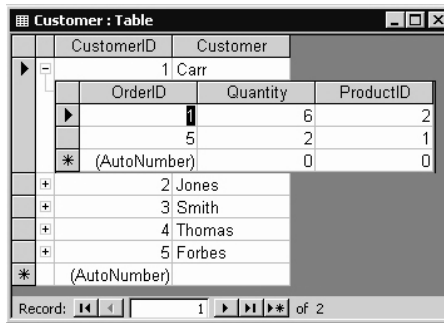 Customer : Table
CustomerID Customer
1 Carr
OrderID Quantity ProductID
1 6 2
5 2 1
(AutoNumber) 0 0
2 Jones
3 Smith
4 Thomas
5 Forbes
(AutoNumber)
Record: 1 of 2